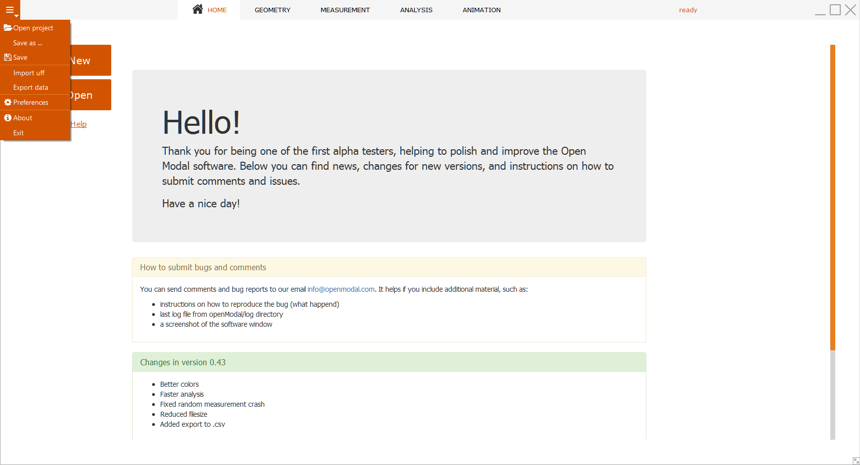 HOME GEOMETRY MEASUREMENT ANALYSIS ANIMATION ready
Open project
Save as ...
Save
Import uff
Export data
Preferences
About
Exit
New
Open
Help
Hello!
Thank you for being one of the first alpha testers, helping to polish and improve the Open
Modal software. Below you can find news, changes for new versions, and instructions on how to
submit comments and issues.
Have a nice day!
How to submit bugs and comments
You can send comments and bug reports to our email info@openmodal.com. It helps if you include additional material, such as:
instructions on how to reproduce the bug (what happend)
last log file from openModal/log directory
a screenshot of the software window
Changes in version 0.43
Better colors
Faster analysis
Fixed random measurement crash
Reduced filesize
Added export to .csv